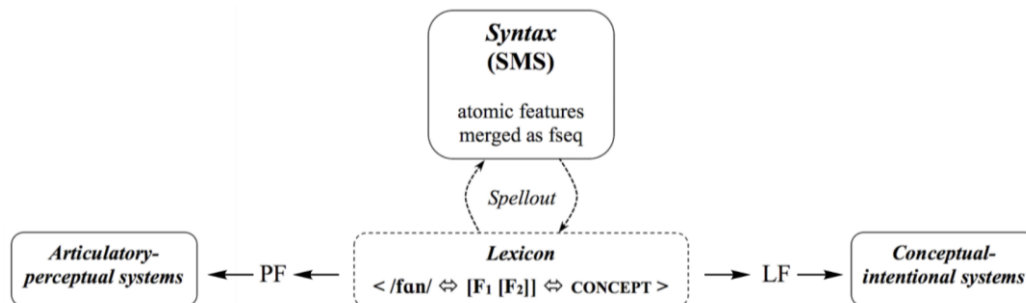 Syntax
(SMS)
atomic features
merged as fseq
Spellout
Articulatory-
perceptual systems
PF
Lexicon
< /fɑn/ ⇔ [F₁ [F₂]] ⇔ CONCEPT >
LF
Conceptual-
intentional systems